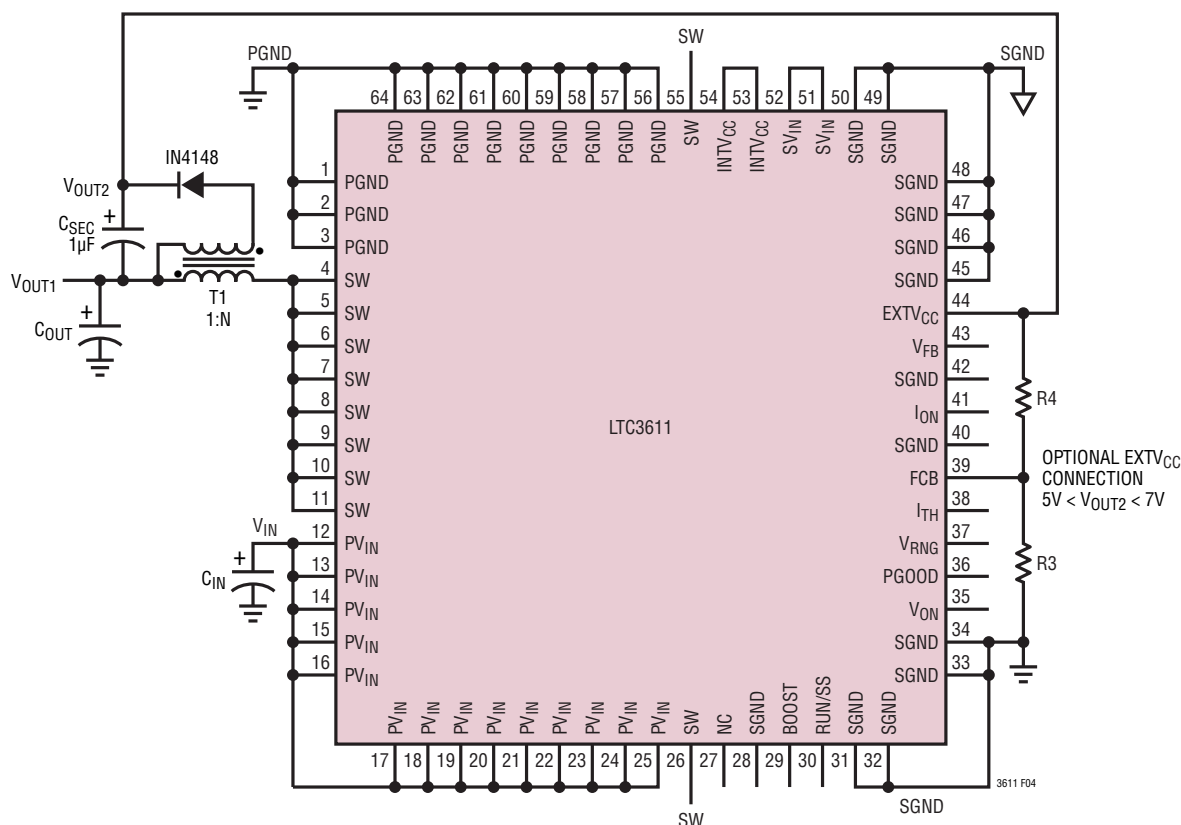 SW
PGND
SGND
64 63 62 61 60 59 58 57 56 55 54 53 52 51 50 49
PGND PGND PGND PGND PGND PGND PGND PGND PGND SW INTVCC INTVCC SVIN SVIN SGND SGND
IN4148
VOUT2
CSEC
1µF
+
VOUT1
T1
1:N
COUT
+
VIN
CIN
+
1 PGND
2 PGND
3 PGND
4 SW
5 SW
6 SW
7 SW
8 SW
9 SW
10 SW
11 SW
12 PVIN
13 PVIN
14 PVIN
15 PVIN
16 PVIN
LTC3611
SGND 48
SGND 47
SGND 46
SGND 45
EXTVCC 44
VFB 43
SGND 42
ION 41
SGND 40
FCB 39
ITH 38
VRNG 37
PGOOD 36
VON 35
SGND 34
SGND 33
R4
OPTIONAL EXTVCC
CONNECTION
5V < VOUT2 < 7V
R3
PVIN PVIN PVIN PVIN PVIN PVIN PVIN PVIN PVIN SW NC SGND BOOST RUN/SS SGND SGND
17 18 19 20 21 22 23 24 25 26 27 28 29 30 31 32
3611 F04
SGND
SW